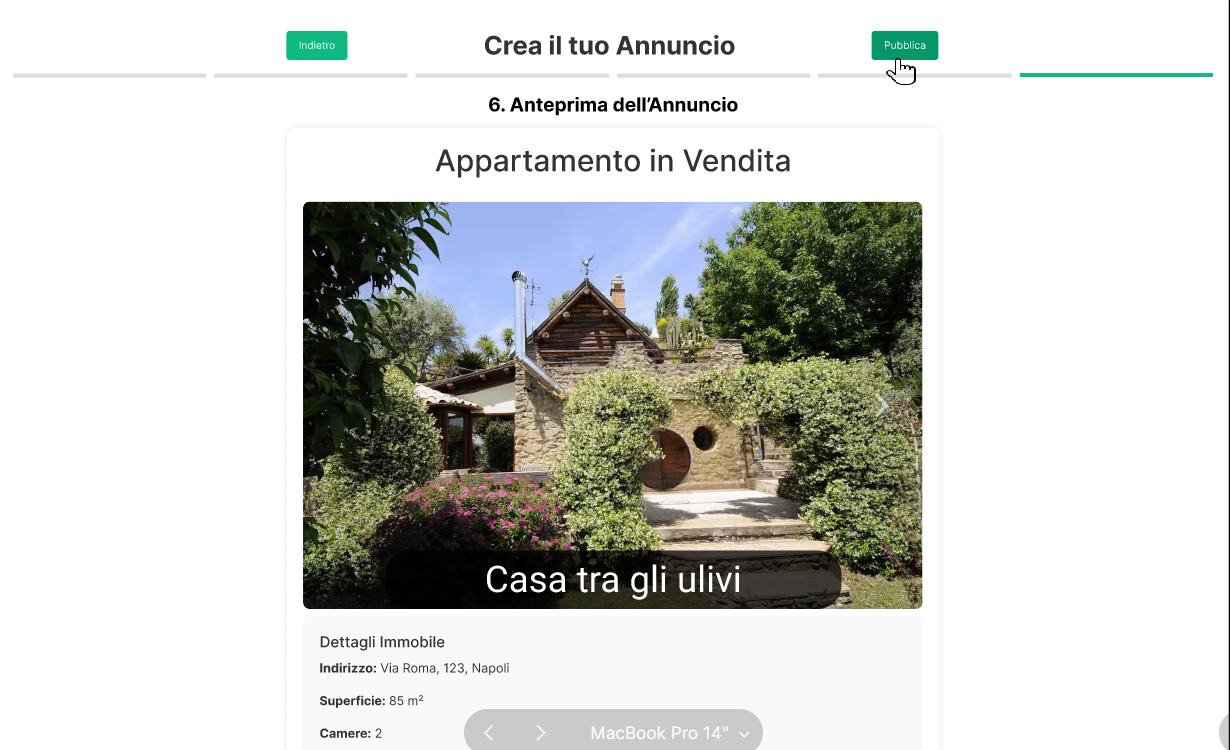 Indietro
Crea il tuo Annuncio
Pubblica
6. Anteprima dell'Annuncio
Appartamento in Vendita
Casa tra gli ulivi
Dettagli Immobile
Indirizzo: Via Roma, 123, Napoli
Superficie: 85 m²
Camere: 2
MacBook Pro 14"